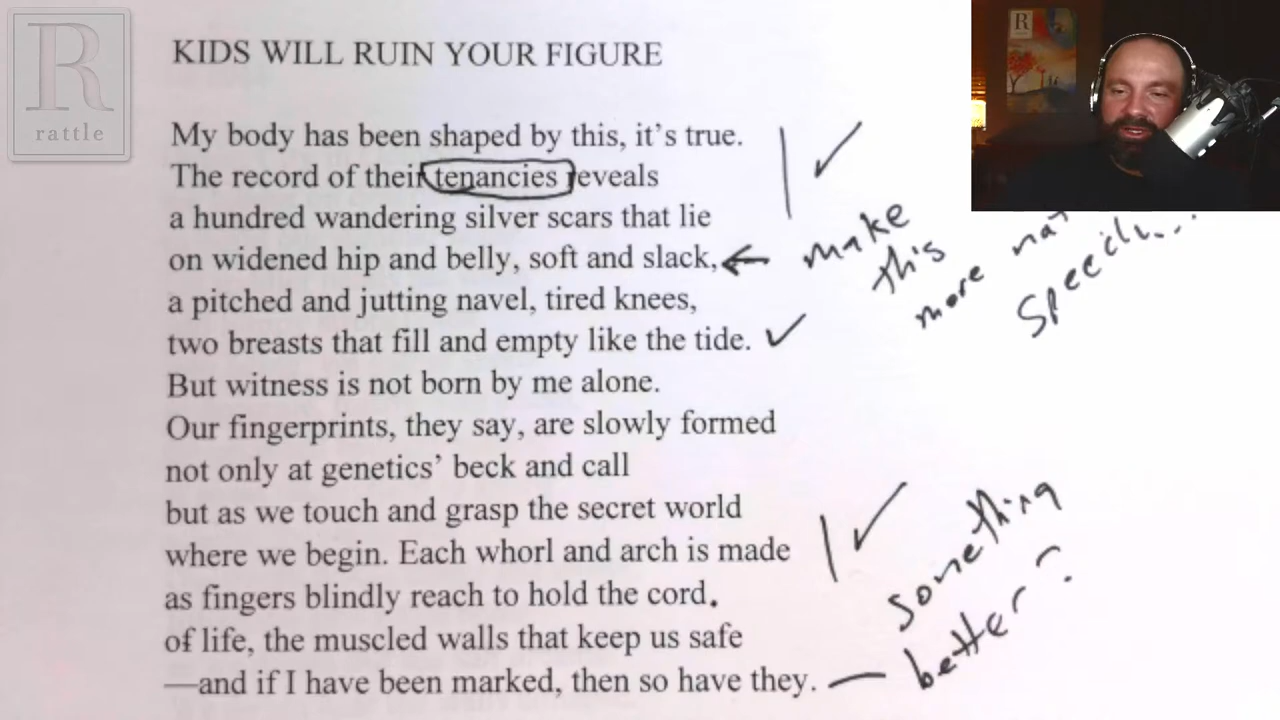 R
rattle
R
KIDS WILL RUIN YOUR FIGURE
My body has been shaped by this, it's true.
The record of their tenancies reveals
a hundred wandering silver scars that lie
on widened hip and belly, soft and slack,
a pitched and jutting navel, tired knees,
two breasts that fill and empty like the tide.
But witness is not born by me alone.
Our fingerprints, they say, are slowly formed
not only at genetics' beck and call
but as we touch and grasp the secret world
where we begin. Each whorl and arch is made
as fingers blindly reach to hold the cord.
of life, the muscled walls that keep us safe
—and if I have been marked, then so have they.
make
this
more nat
speech...
something
better?